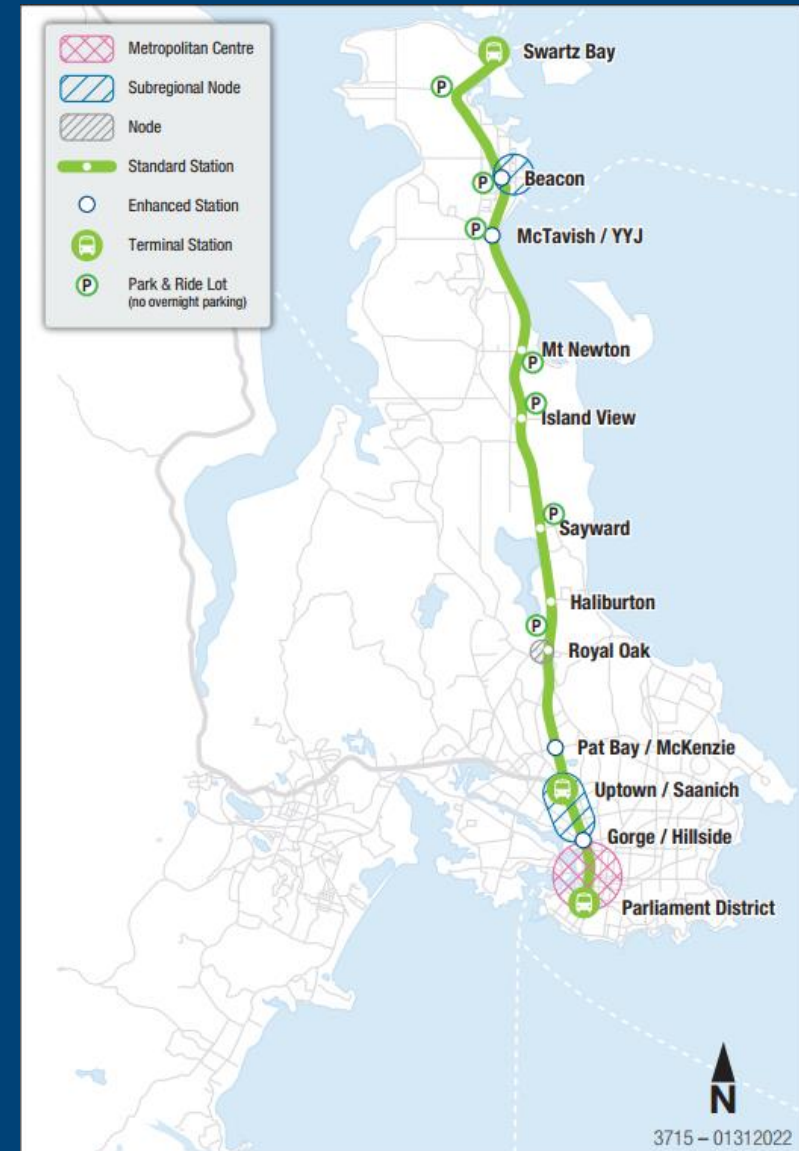 Metropolitan Centre
Subregional Node
Node
Standard Station
Enhanced Station
Terminal Station
P
Park & Ride Lot
(no overnight parking)
Swartz Bay
P
P
Beacon
P
McTavish / YYJ
Mt Newton
P
P
Island View
P
Sayward
Haliburton
P
Royal Oak
Pat Bay / McKenzie
Uptown / Saanich
Gorge / Hillside
Parliament District
N
3715 – 01312022